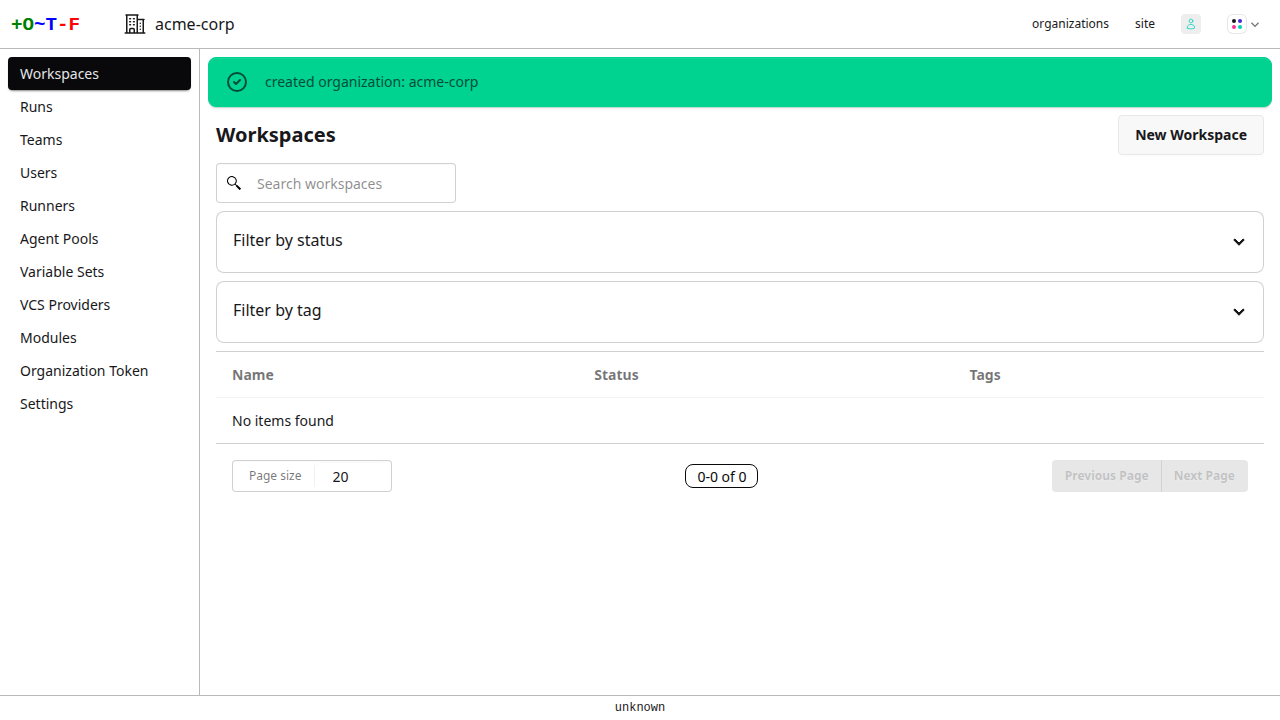 +O~T-F
acme-corp
organizations
site
Workspaces
Runs
Teams
Users
Runners
Agent Pools
Variable Sets
VCS Providers
Modules
Organization Token
Settings
created organization: acme-corp
Workspaces
New Workspace
Search workspaces
Filter by status
Filter by tag
Name Status Tags
No items found
Page size 20
0-0 of 0
Previous Page Next Page
unknown